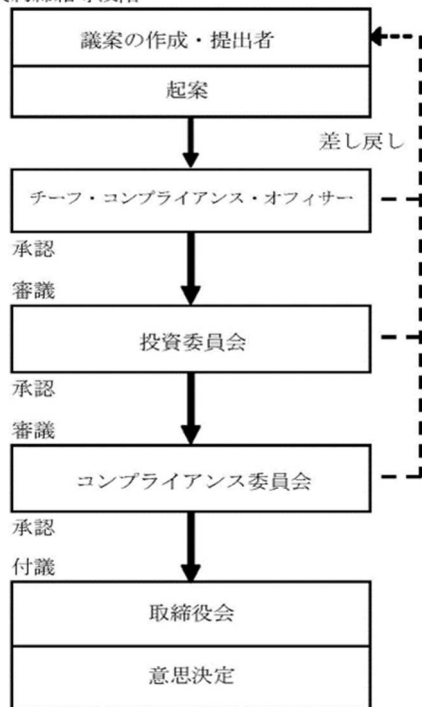 議案の作成・提出者
起案
差し戻し
チーフ・コンプライアンス・オフィサー
承認
審議
投資委員会
承認
審議
コンプライアンス委員会
承認
付議
取締役会
意思決定